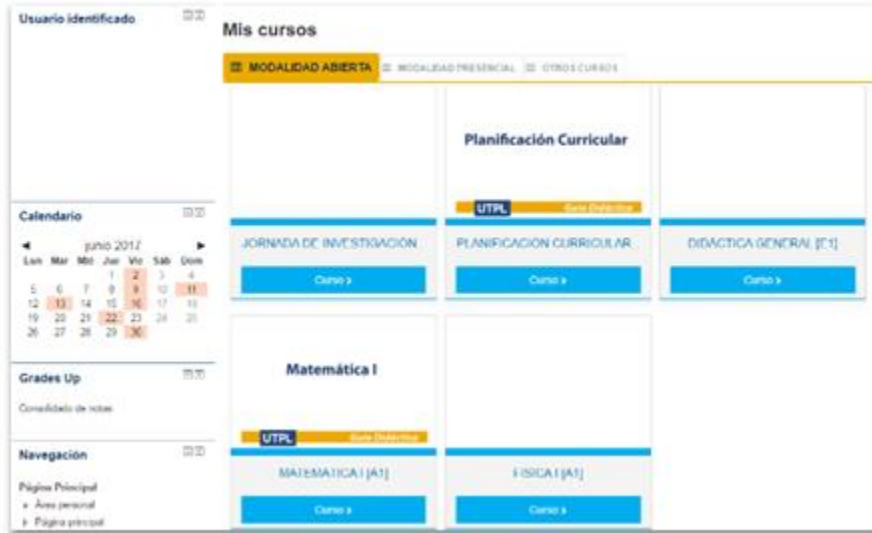 Usuario identificado
Calendario
junio 2017
Lun Mar Mié Jue Vie Sáb Dom
1 2 3 4
5 6 7 8 9 10 11
12 13 14 15 16 17 18
19 20 21 22 23 24 25
26 27 28 29 30
Grades Up
Consolidado de notas
Navegación
Página Principal
Área personal
Página principal
Mis cursos
MODALIDAD ABIERTA MODALIDAD PRESENCIAL OTROS CURSOS
JORNADA DE INVESTIGACIÓN
Curso
Planificación Curricular
UTPL Guía Didáctica
PLANIFICACIÓN CURRICULAR
Curso
DIDÁCTICA GENERAL [E1]
Curso
Matemática I
UTPL Guía Didáctica
MATEMÁTICA I [A1]
Curso
FÍSICA I [A1]
Curso